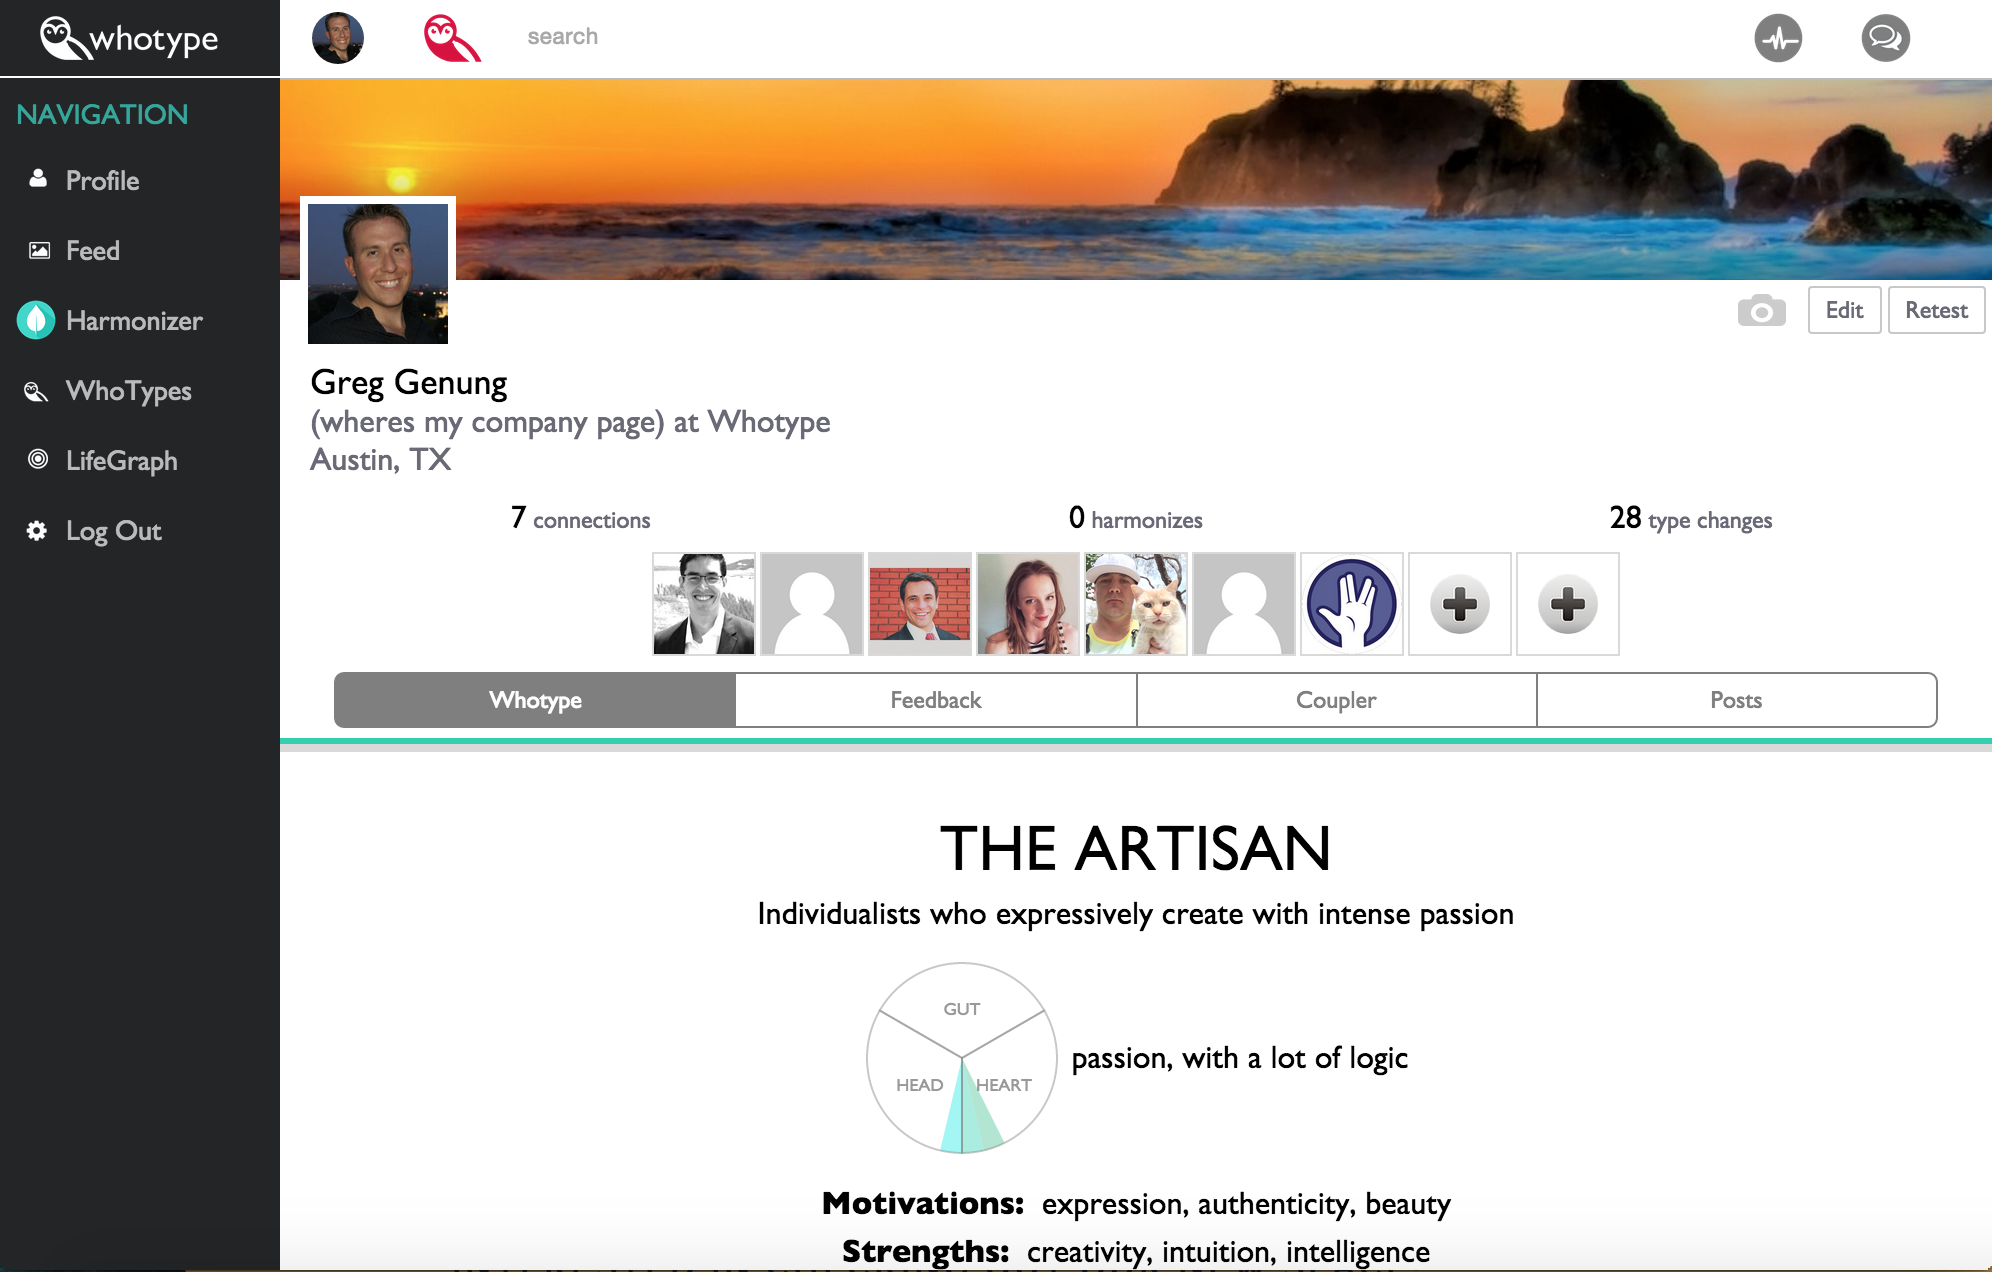 whotype
search
NAVIGATION
Profile
Feed
Harmonizer
WhoTypes
LifeGraph
Log Out
Edit
Retest
Greg Genung
(wheres my company page) at Whotype
Austin, TX
7 connections
0 harmonizes
28 type changes
Whotype
Feedback
Coupler
Posts
THE ARTISAN
Individualists who expressively create with intense passion
GUT
HEAD
HEART
passion, with a lot of logic
Motivations: expression, authenticity, beauty
Strengths: creativity, intuition, intelligence